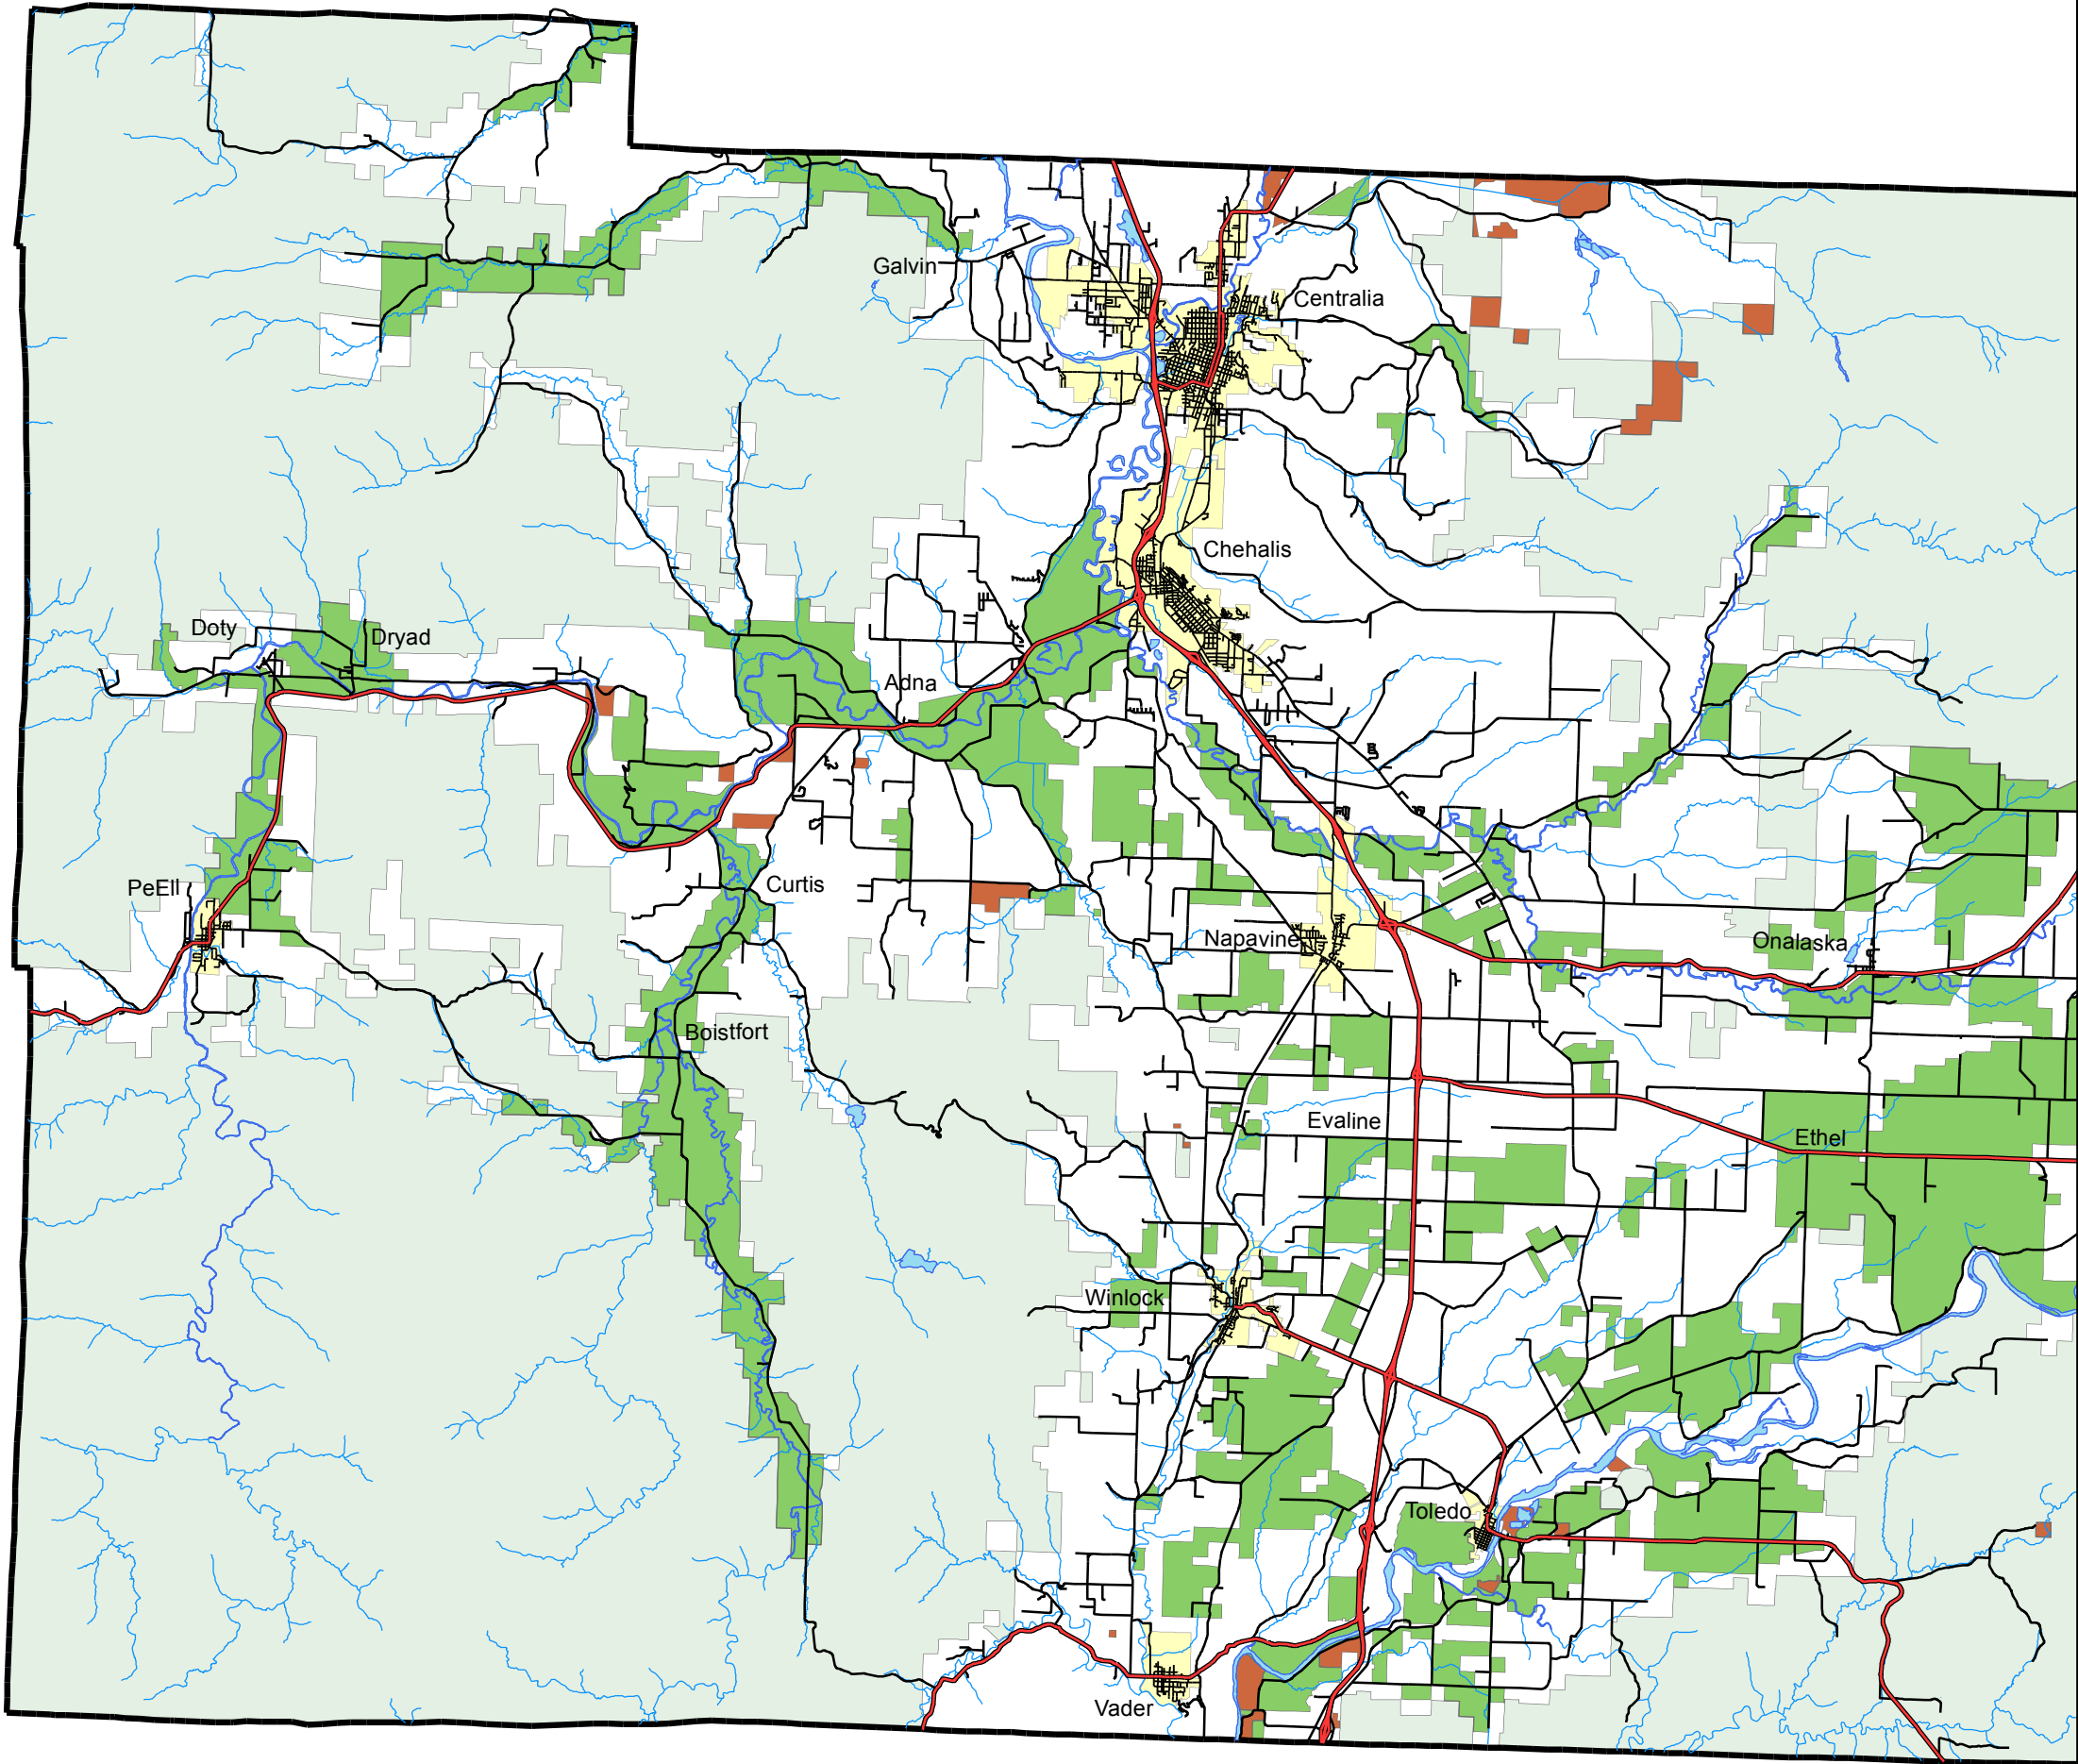 Galvin
Centralia
Chehalis
Doty
Dryad
Adna
PeEll
Curtis
Napavine
Onalaska
Boistfort
Evaline
Ethel
Winlock
Toledo
Vader